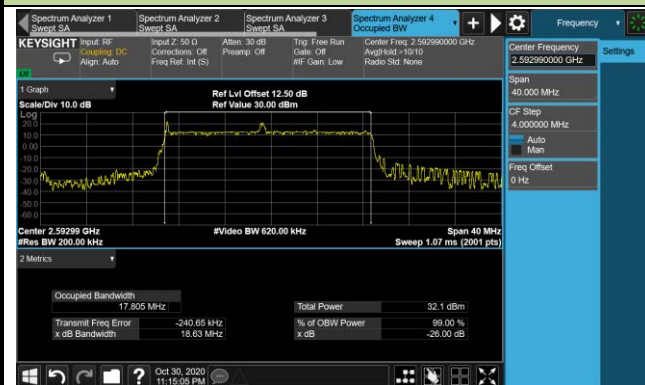 Spectrum Analyzer 1
Swept SA
Spectrum Analyzer 2
Swept SA
Spectrum Analyzer 3
Swept SA
Spectrum Analyzer 4
Occupied BW
Frequency
KEYSIGHT
Input: RF
Coupling: DC
Align: Auto
Input Z: 50 Ω
Corrections: Off
Freq Ref: Int (S)
Atten: 30 dB
Preamp: Off
Trig: Free Run
Gate: Off
#IF Gain: Low
Center Freq: 2.592990000 GHz
Avg|Hold:>10/10
Radio Std: None
Center Frequency
2.592990000 GHz
Settings
Span
40.000 MHz
CF Step
4.000000 MHz
Auto
Man
Freq Offset
0 Hz
1 Graph
Scale/Div 10.0 dB
Ref Lvl Offset 12.50 dB
Ref Value 30.00 dBm
Log
20.0
10.0
0.00
-10.0
-20.0
-30.0
-40.0
-50.0
-60.0
Center 2.59299 GHz
#Res BW 200.00 kHz
#Video BW 620.00 kHz
Span 40 MHz
Sweep 1.07 ms (2001 pts)
2 Metrics
Occupied Bandwidth
17.805 MHz
Total Power 32.1 dBm
Transmit Freq Error -240.65 kHz
% of OBW Power 99.00 %
x dB Bandwidth 18.63 MHz
x dB -26.00 dB
Oct 30, 2020
11:15:05 PM